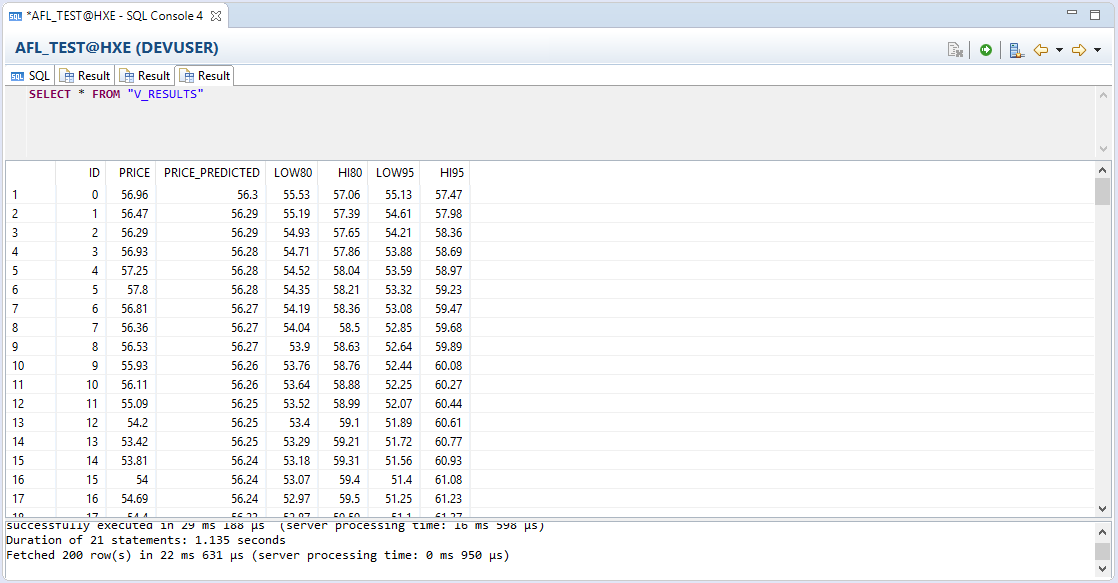 *AFL_TEST@HXE - SQL Console 4
AFL_TEST@HXE (DEVUSER)
SQL SQL Result Result Result
SELECT * FROM "V_RESULTS"
ID PRICE PRICE_PREDICTED LOW80 HI80 LOW95 HI95
1 0 56.96 56.3 55.53 57.06 55.13 57.47
2 1 56.47 56.29 55.19 57.39 54.61 57.98
3 2 56.29 56.29 54.93 57.65 54.21 58.36
4 3 56.93 56.28 54.71 57.86 53.88 58.69
5 4 57.25 56.28 54.52 58.04 53.59 58.97
6 5 57.8 56.28 54.35 58.21 53.32 59.23
7 6 56.81 56.27 54.19 58.36 53.08 59.47
8 7 56.36 56.27 54.04 58.5 52.85 59.68
9 8 56.53 56.27 53.9 58.63 52.64 59.89
10 9 55.93 56.26 53.76 58.76 52.44 60.08
11 10 56.11 56.26 53.64 58.88 52.25 60.27
12 11 55.09 56.25 53.52 58.99 52.07 60.44
13 12 54.2 56.25 53.4 59.1 51.89 60.61
14 13 53.42 56.25 53.29 59.21 51.72 60.77
15 14 53.81 56.24 53.18 59.31 51.56 60.93
16 15 54 56.24 53.07 59.4 51.4 61.08
17 16 54.69 56.24 52.97 59.5 51.25 61.23
18 17 54.4 51.1
successfully executed in 29 ms 188 µs (server processing time: 16 ms 598 µs)
Duration of 21 statements: 1.135 seconds
Fetched 200 row(s) in 22 ms 631 µs (server processing time: 0 ms 950 µs)